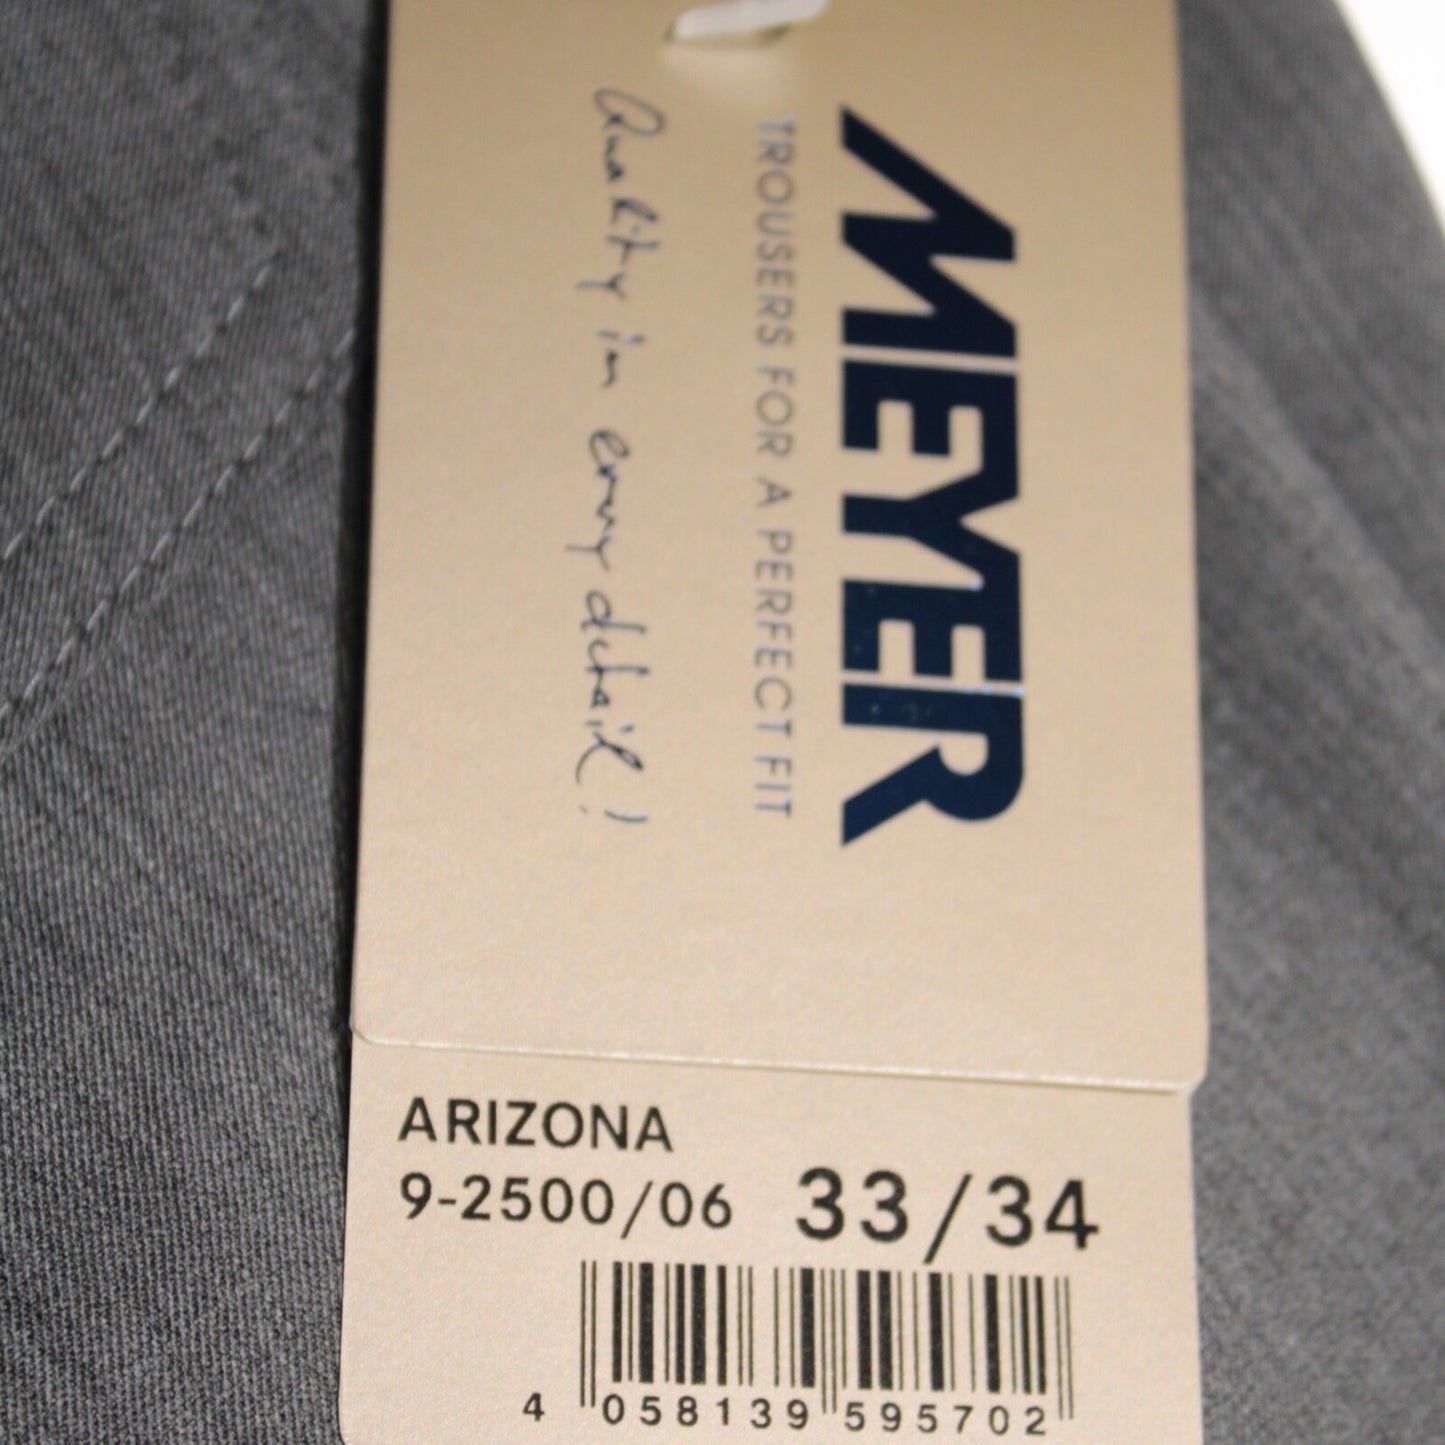 MEYER
TROUSERS FOR A PERFECT FIT
Quality in every detail!
ARIZONA
9-2500/06 33/34
4 058139 595702